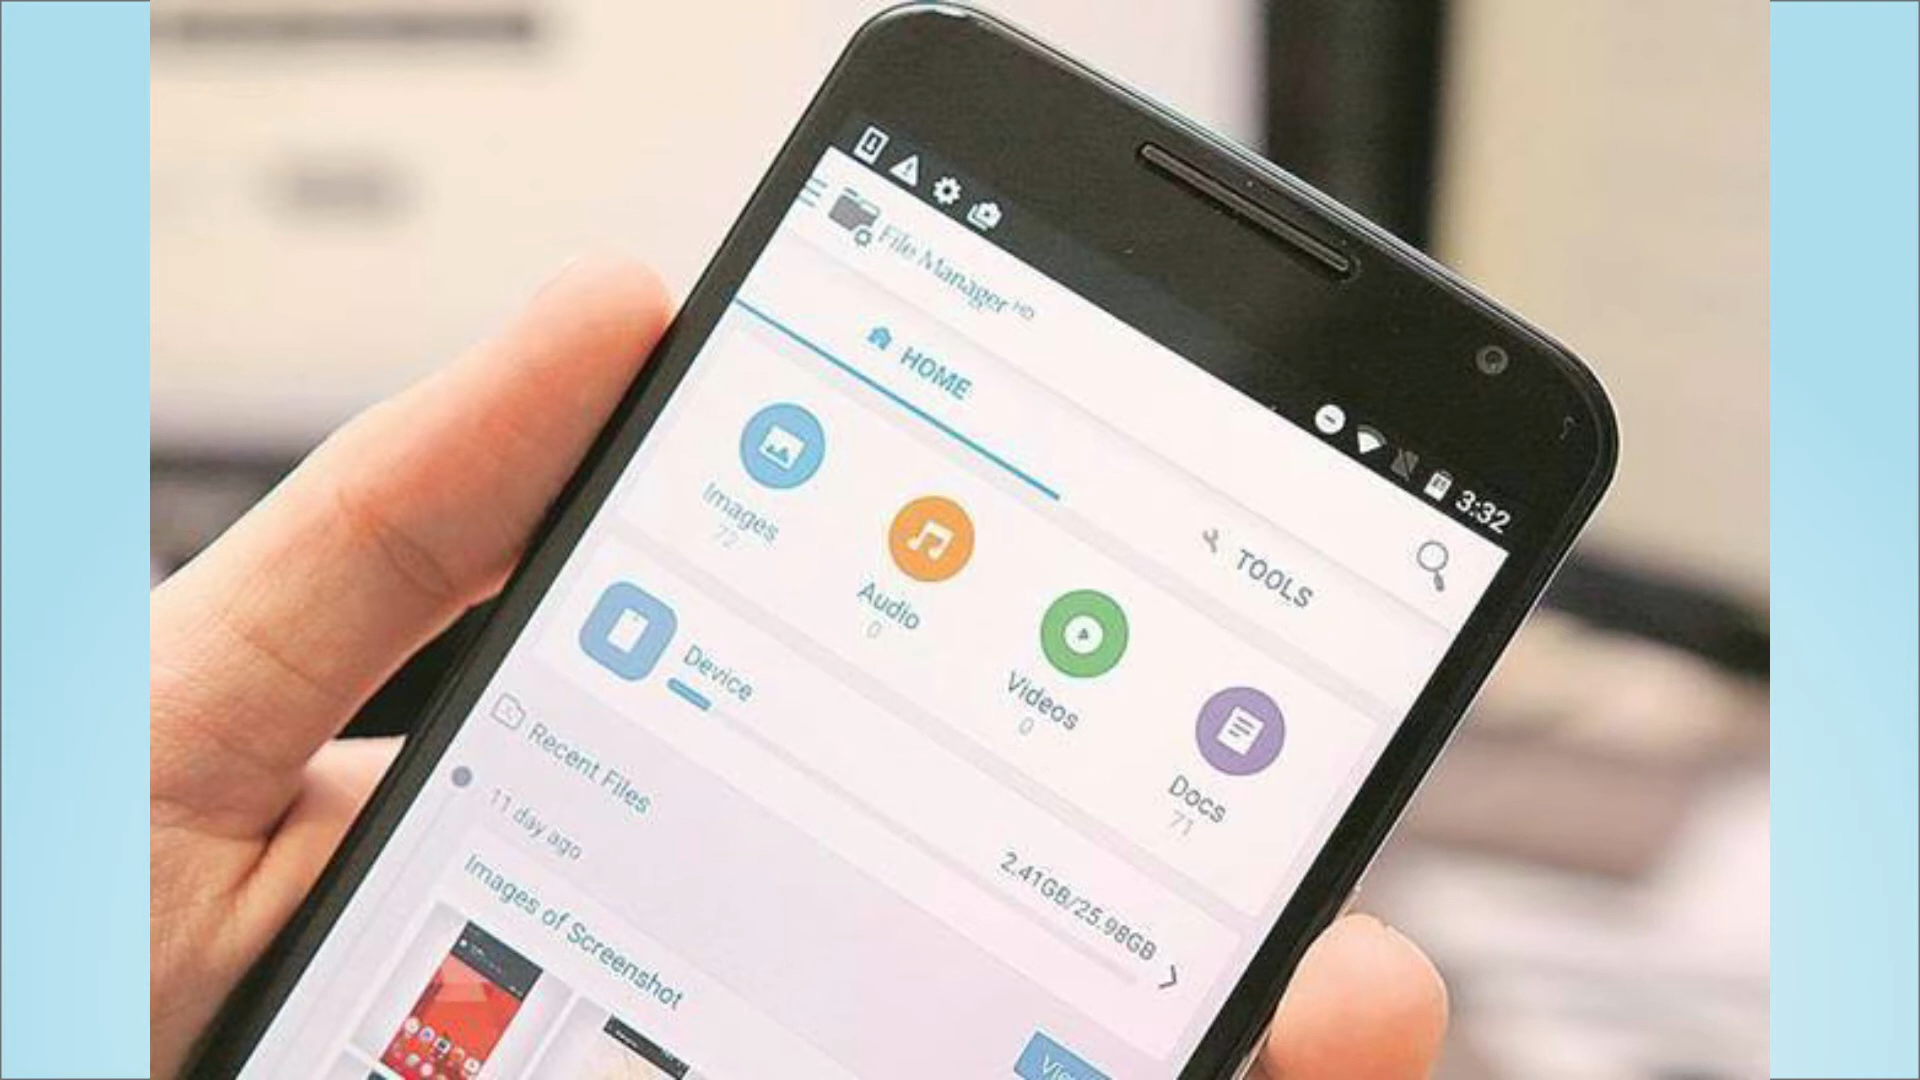 3:32
File Manager HD
HOME
TOOLS
Images
72
Audio
0
Videos
0
Docs
71
Device
2.41GB/25.98GB
Recent Files
11 day ago
Images of Screenshot